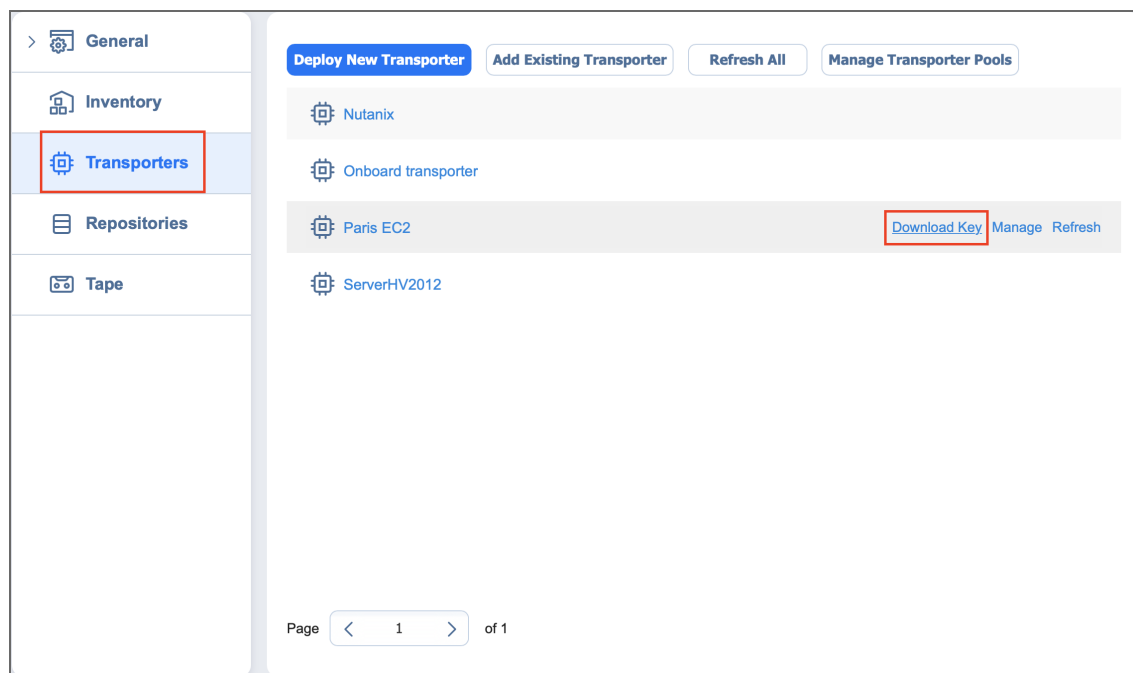 General
Inventory
Transporters
Repositories
Tape
Deploy New Transporter Add Existing Transporter Refresh All Manage Transporter Pools
Nutanix
Onboard transporter
Paris EC2 Download Key Manage Refresh
ServerHV2012
Page 1 of 1